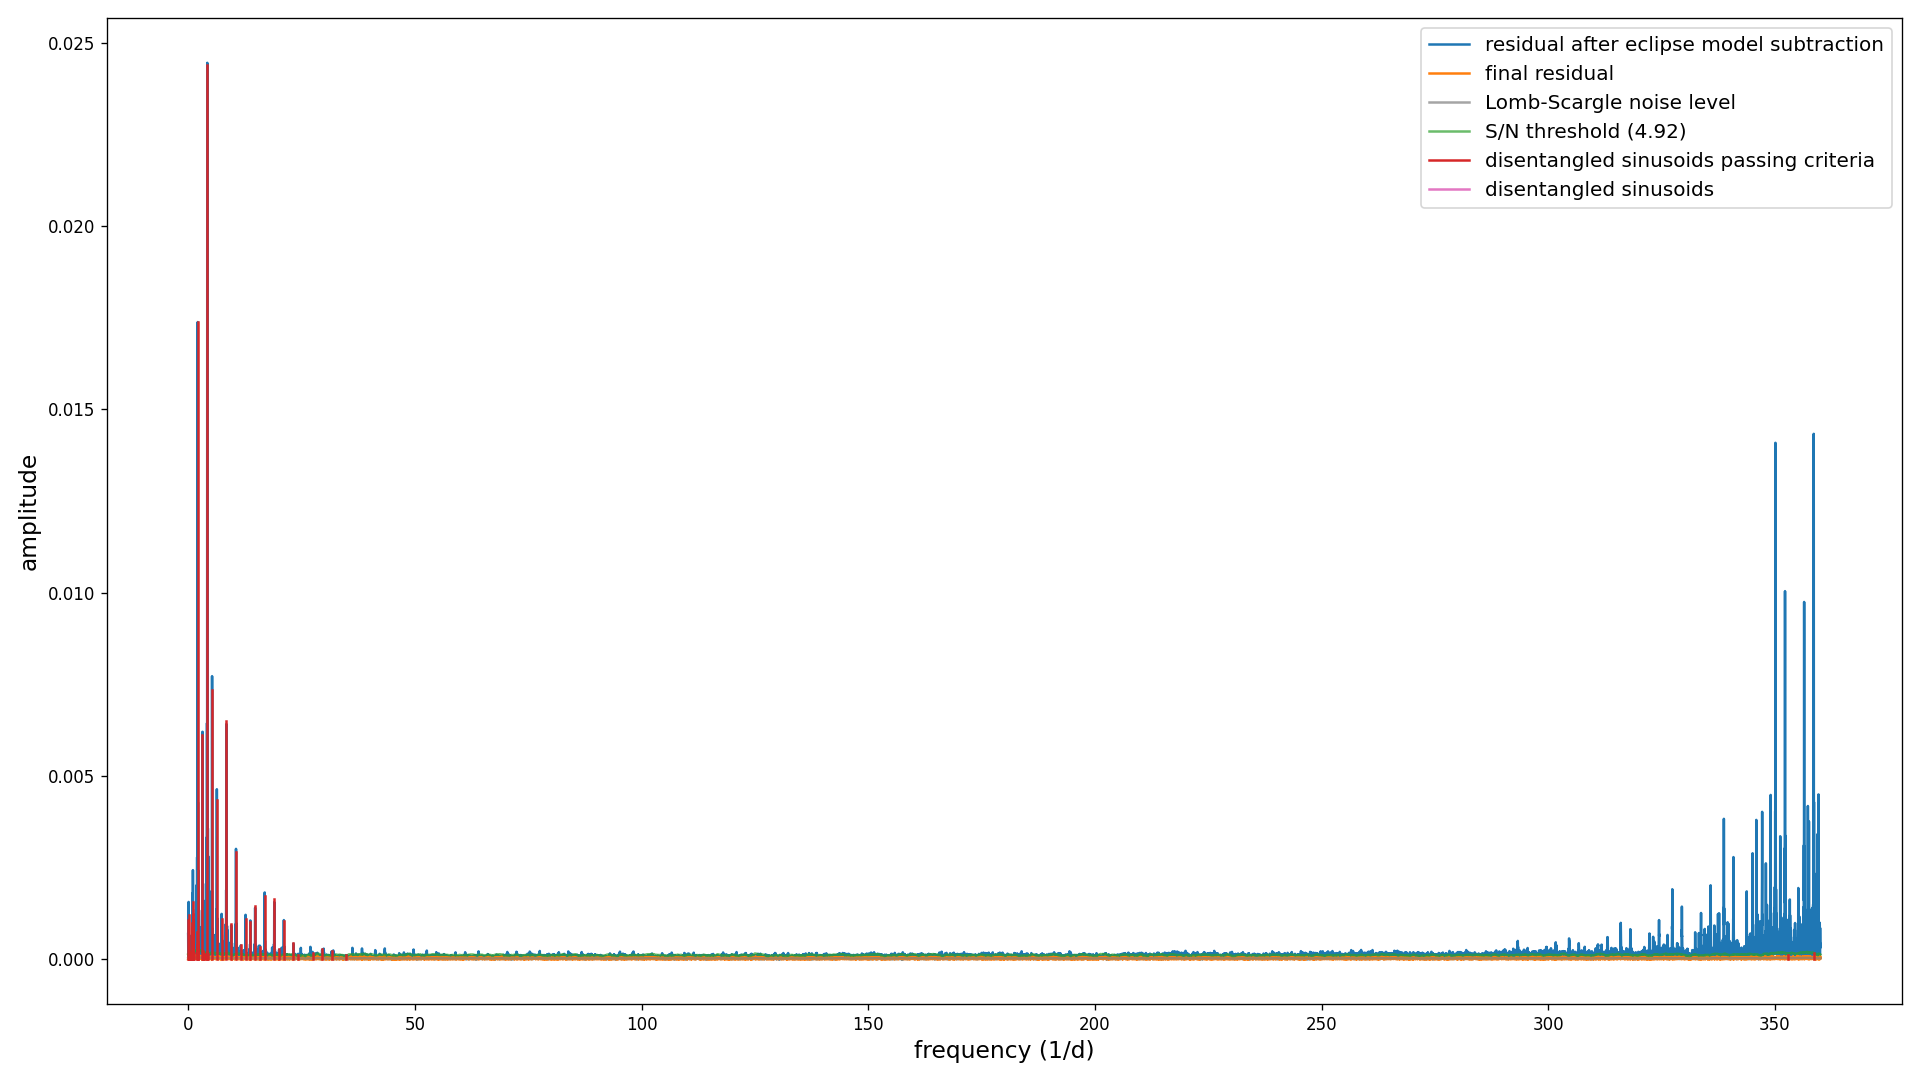 residual after eclipse model subtraction
final residual
Lomb-Scargle noise level
S/N threshold (4.92)
disentangled sinusoids passing criteria
disentangled sinusoids
amplitude
0.025
0.020
0.015
0.010
0.005
0.000
0 50 100 150 200 250 300 350
frequency (1/d)